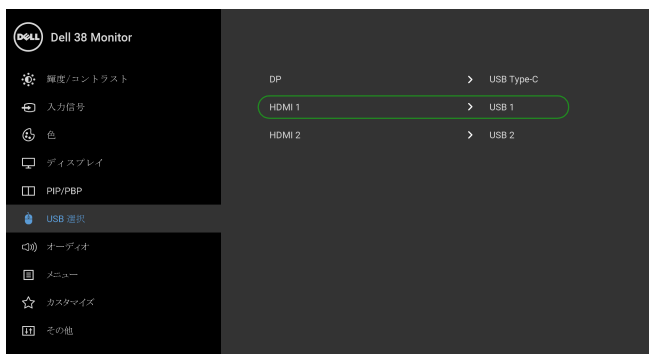 DELL Dell 38 Monitor
輝度/コントラスト
入力信号
色
ディスプレイ
PIP/PBP
USB 選択
オーディオ
メニュー
カスタマイズ
その他
DP > USB Type-C
HDMI 1 > USB 1
HDMI 2 > USB 2